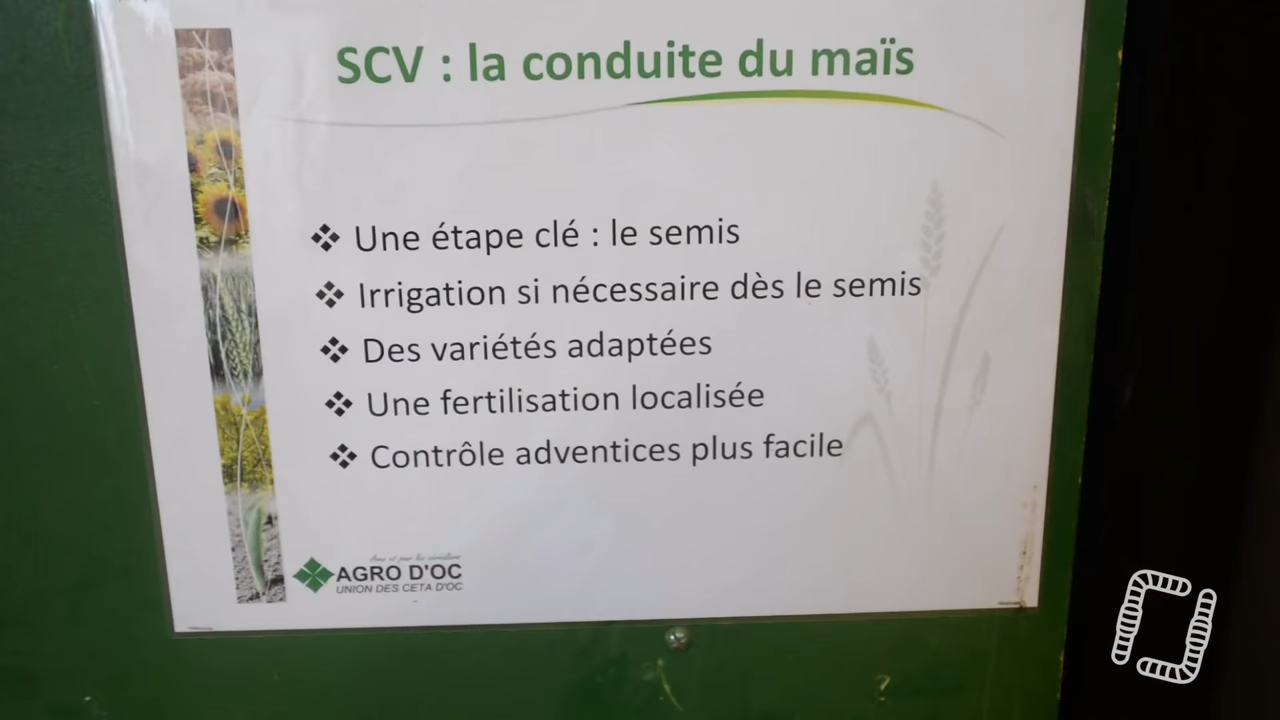 SCV : la conduite du maïs
❖ Une étape clé : le semis
❖ Irrigation si nécessaire dès le semis
❖ Des variétés adaptées
❖ Une fertilisation localisée
❖ Contrôle adventices plus facile
AGRO D'OC
UNION DES CETA D'OC